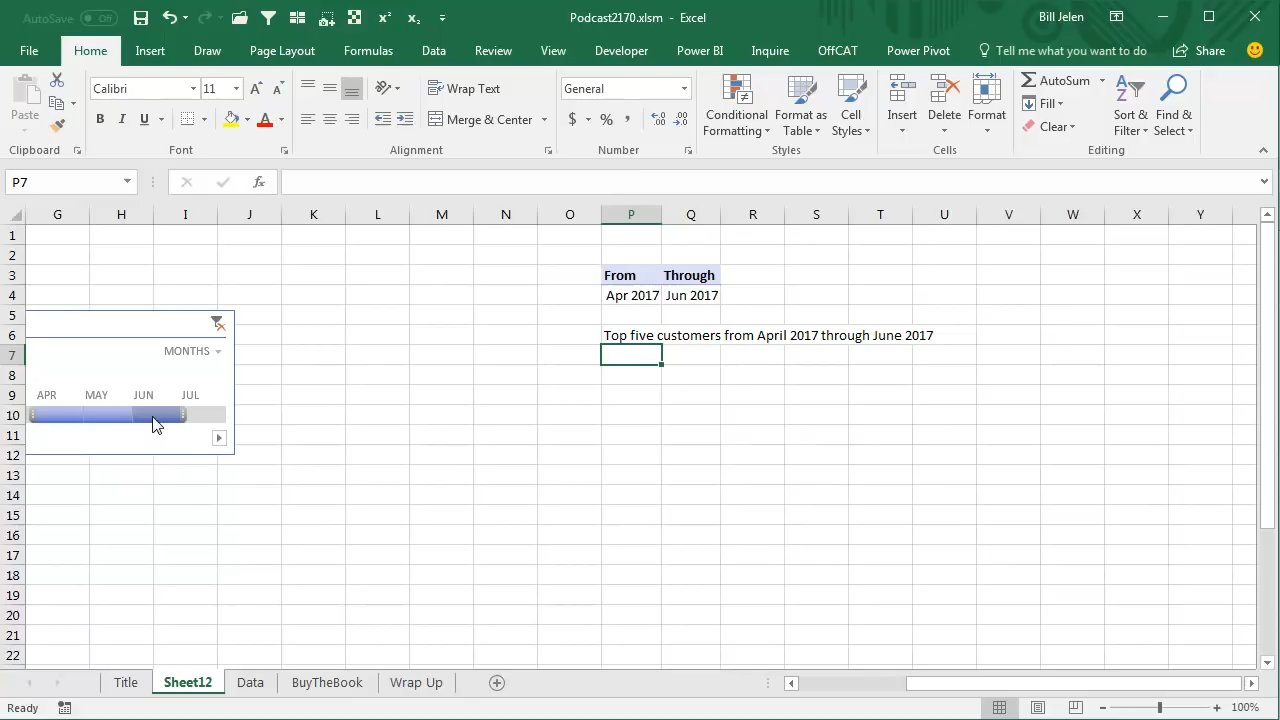 AutoSave Off Podcast2170.xlsm - Excel Bill Jelen
File Home Insert Draw Page Layout Formulas Data Review View Developer Power BI Inquire OffCAT Power Pivot Tell me what you want to do Share
Paste
Clipboard
Calibri 11
B I U
Font
Wrap Text
Merge & Center
Alignment
General
$ % ,
Number
Conditional Formatting
Format as Table
Cell Styles
Styles
Insert Delete Format
Cells
AutoSum
Fill
Clear
Sort & Filter
Find & Select
Editing
P7 fx
G H I J K L M N O P Q R S T U V W X Y
1
2
3 From Through
4 Apr 2017 Jun 2017
5
6 Top five customers from April 2017 through June 2017
7 MONTHS
8
9 APR MAY JUN JUL
10
11
12
13
14
15
16
17
18
19
20
21
22
Title Sheet12 Data BuyTheBook Wrap Up
Ready 100%